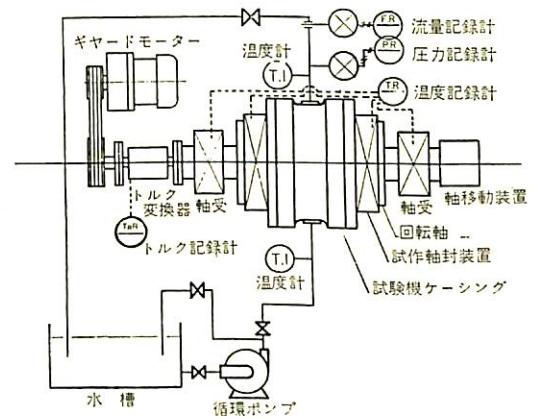 ギヤードモーター
温度計
T.I
F.R
流量記録計
P.R
圧力記録計
T.R
温度記録計
トルク
変換器
軸受
軸受
軸移動装置
TqR
トルク記録計
回転軸
試作軸封装置
T.I
温度計
試験機ケーシング
水槽
循環ポンプ